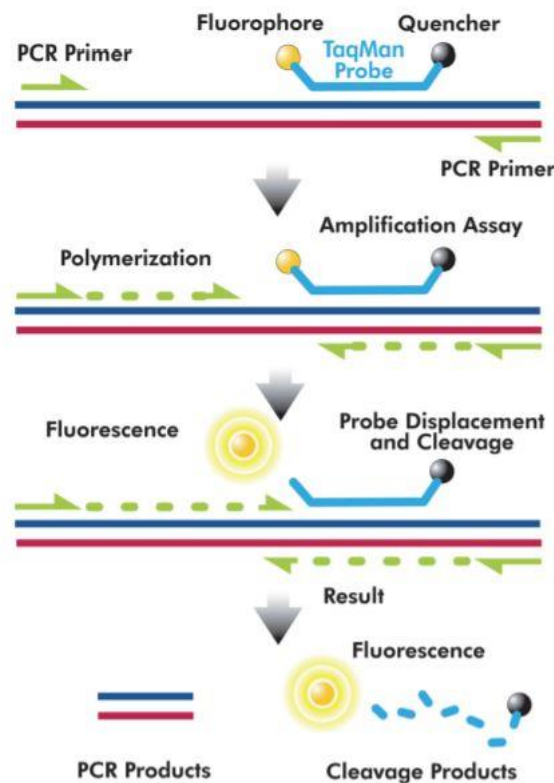 Fluorophore
Quencher
PCR Primer
TaqMan
Probe
PCR Primer
Amplification Assay
Polymerization
Fluorescence
Probe Displacement
and Cleavage
Result
Fluorescence
PCR Products
Cleavage Products